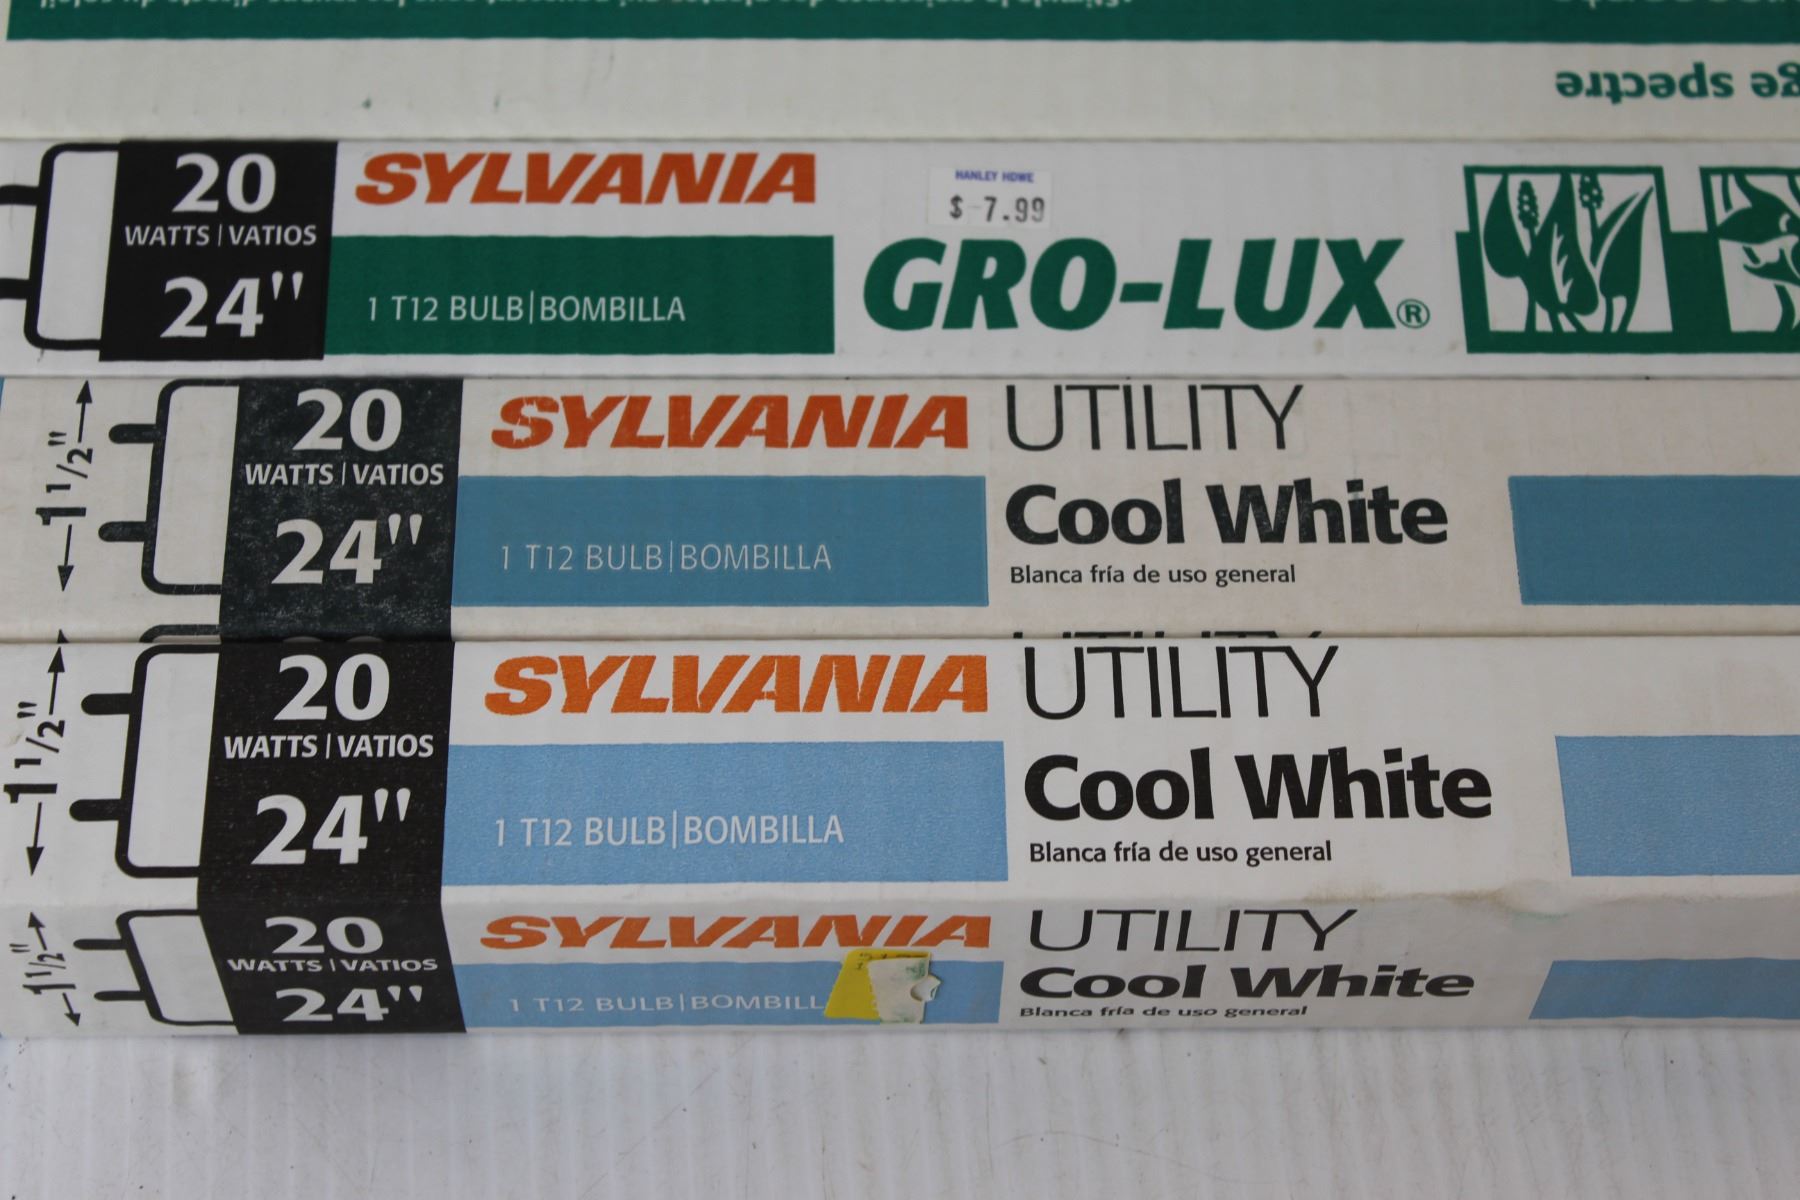 ge spectre
20
WATTS | VATIOS
24"
SYLVANIA
1 T12 BULB|BOMBILLA
HANLEY HOWE
$ 7.99
GRO-LUX®
1 1/2"
20
WATTS | VATIOS
24"
SYLVANIA
1 T12 BULB|BOMBILLA
UTILITY
Cool White
Blanca fría de uso general
1 1/2"
20
WATTS | VATIOS
24"
SYLVANIA
1 T12 BULB|BOMBILLA
UTILITY
Cool White
Blanca fría de uso general
1 1/2"
20
WATTS | VATIOS
24"
SYLVANIA
1 T12 BULB|BOMBILL
UTILITY
Cool White
Blanca fría de uso general